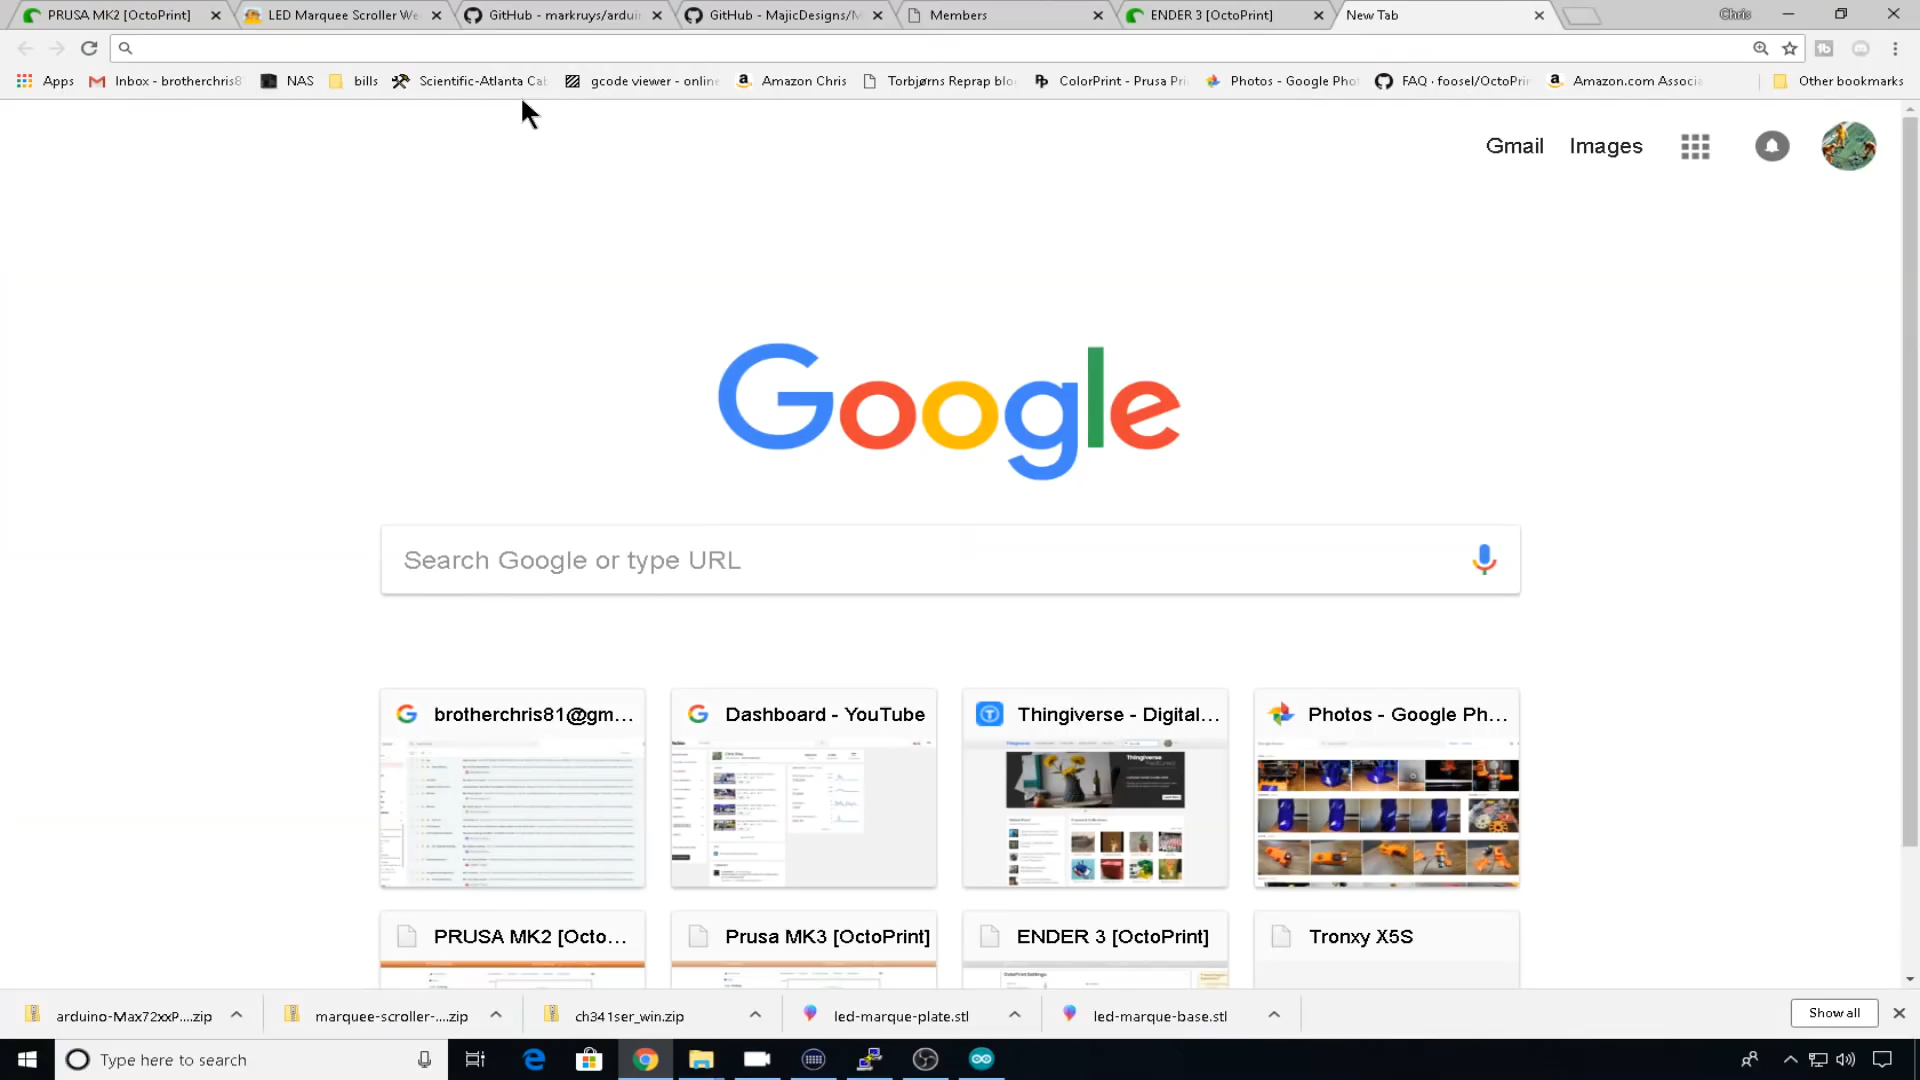 PRUSA MK2 [OctoPrint]
LED Marquee Scroller We
GitHub - markruys/ardui
GitHub - MajicDesigns/M
Members
ENDER 3 [OctoPrint]
New Tab
Chris
Apps
Inbox - brotherchris8
NAS
bills
Scientific-Atlanta Cab
gcode viewer - online
Amazon Chris
Torbjørns Reprap blo
ColorPrint - Prusa Pri
Photos - Google Phot
FAQ · foosel/OctoPrin
Amazon.com Associa
Other bookmarks
Gmail
Images
Google
Search Google or type URL
brotherchris81@gm...
Dashboard - YouTube
Thingiverse - Digital...
Photos - Google Ph...
PRUSA MK2 [Octo...
Prusa MK3 [OctoPrint]
ENDER 3 [OctoPrint]
Tronxy X5S
arduino-Max72xxP....zip
marquee-scroller-....zip
ch341ser_win.zip
led-marque-plate.stl
led-marque-base.stl
Show all
Type here to search